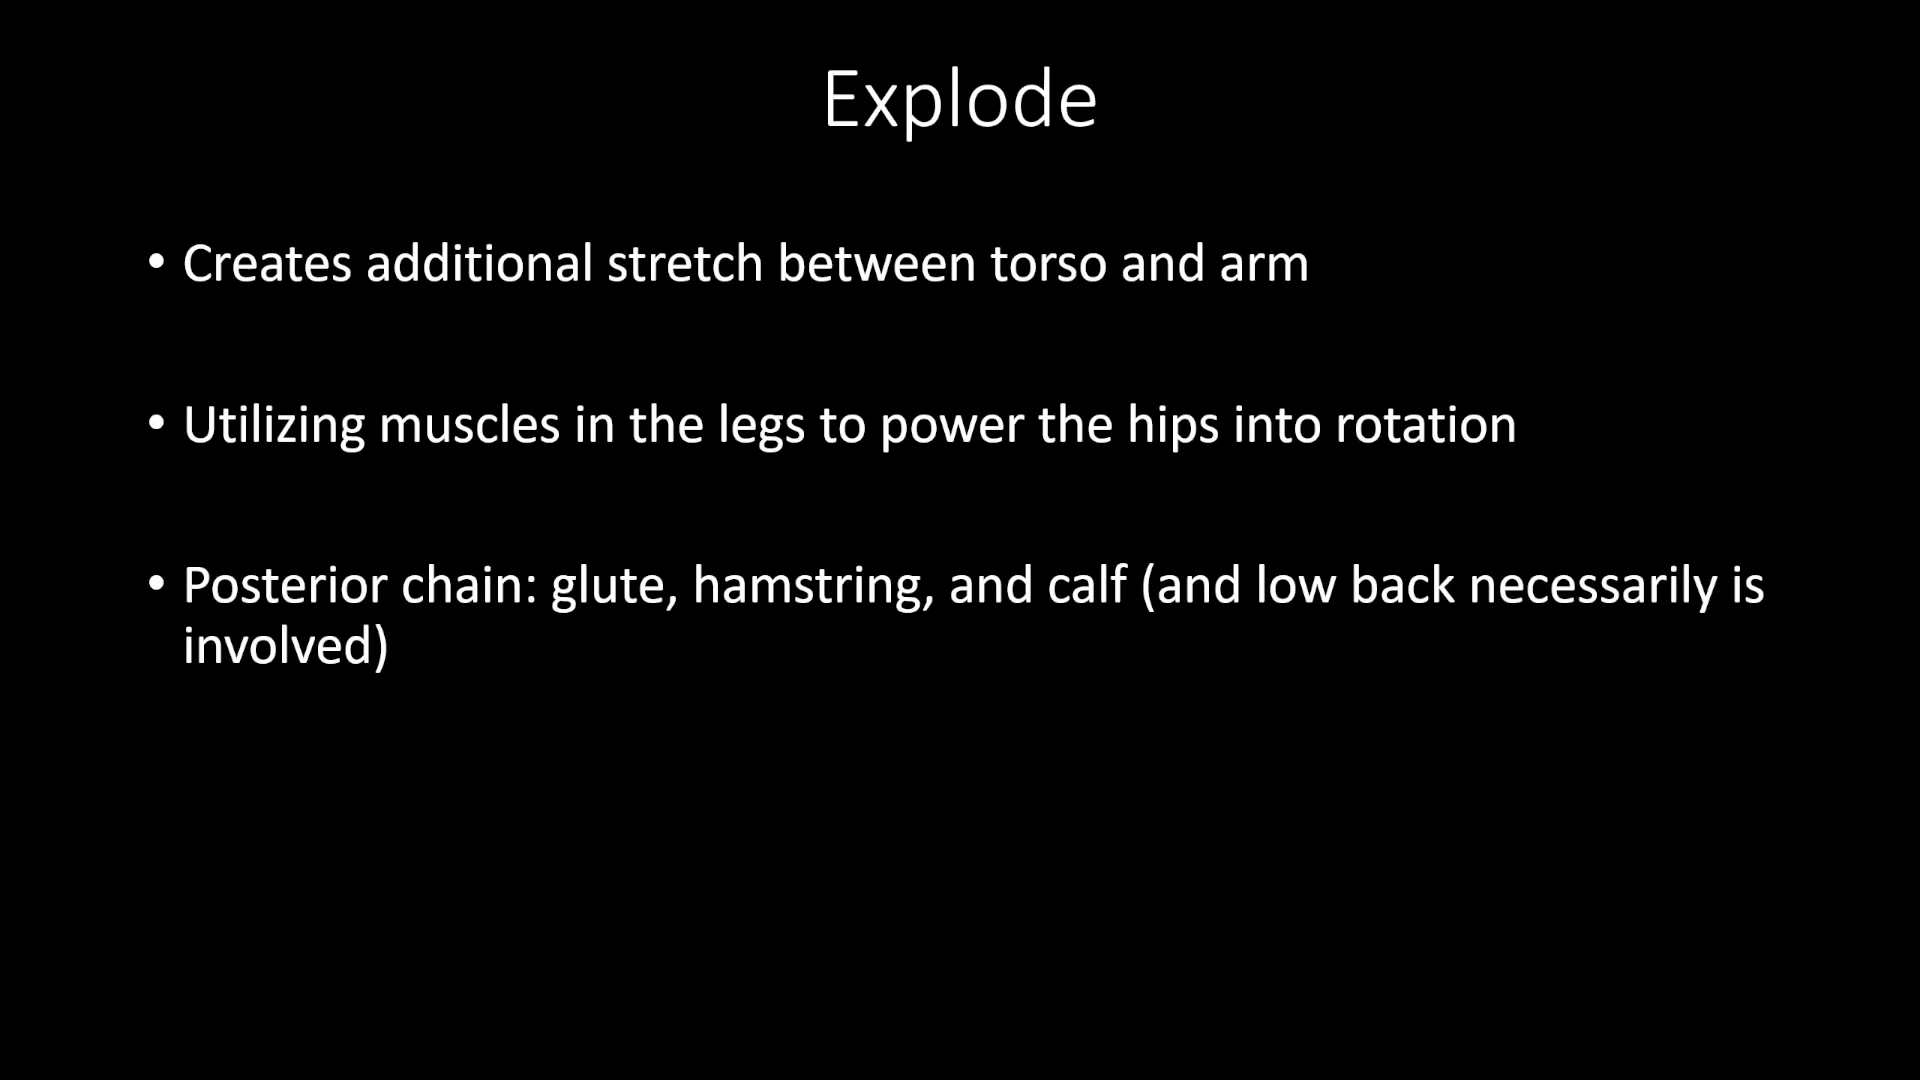 Explode
• Creates additional stretch between torso and arm
• Utilizing muscles in the legs to power the hips into rotation
• Posterior chain: glute, hamstring, and calf (and low back necessarily is
involved)